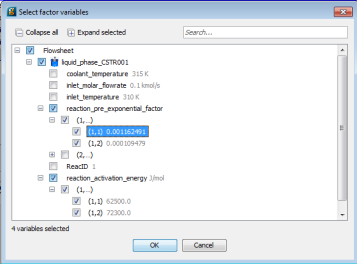 Select factor variables
Collapse all Expand selected Search...
Flowsheet
liquid_phase_CSTR001
coolant_temperature 315 K
inlet_molar_flowrate 0.1 kmol/s
inlet_temperature 310 K
reaction_pre_exponential_factor
(1,...)
(1,1) 0.001162491
(1,2) 0.000109479
(2,...)
ReacID 1
reaction_activation_energy J/mol
(1,...)
(1,1) 62500.0
(1,2) 72300.0
4 variables selected
OK Cancel